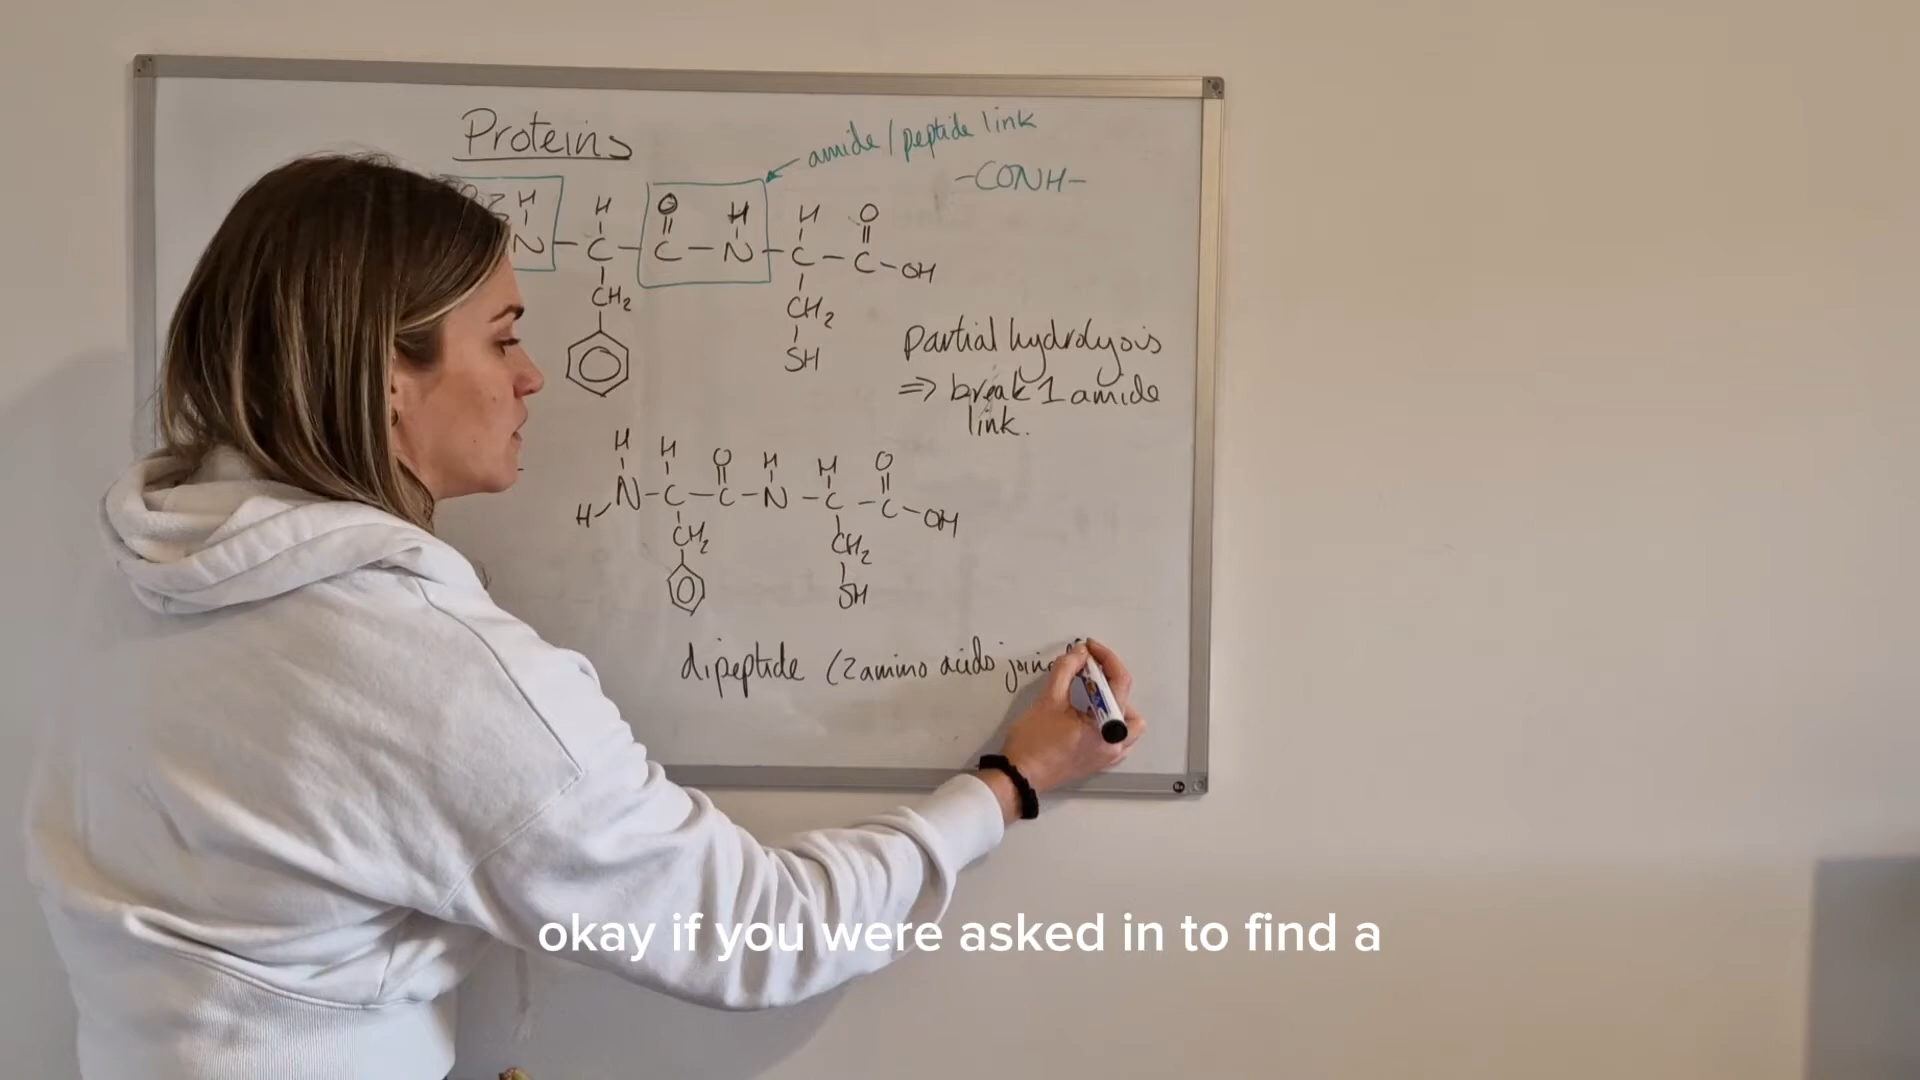 Proteins
amide/peptide link
-CONH-
H H O H H O
N - C - C - N - C - C - OH
CH2
CH2
SH
Partial hydrolysis
=> break 1 amide
link.
H H O H H O
H - N - C - C - N - C - C - OH
CH2 CH2
SH
dipeptide (2 amino acids joined
okay if you were asked in to find a